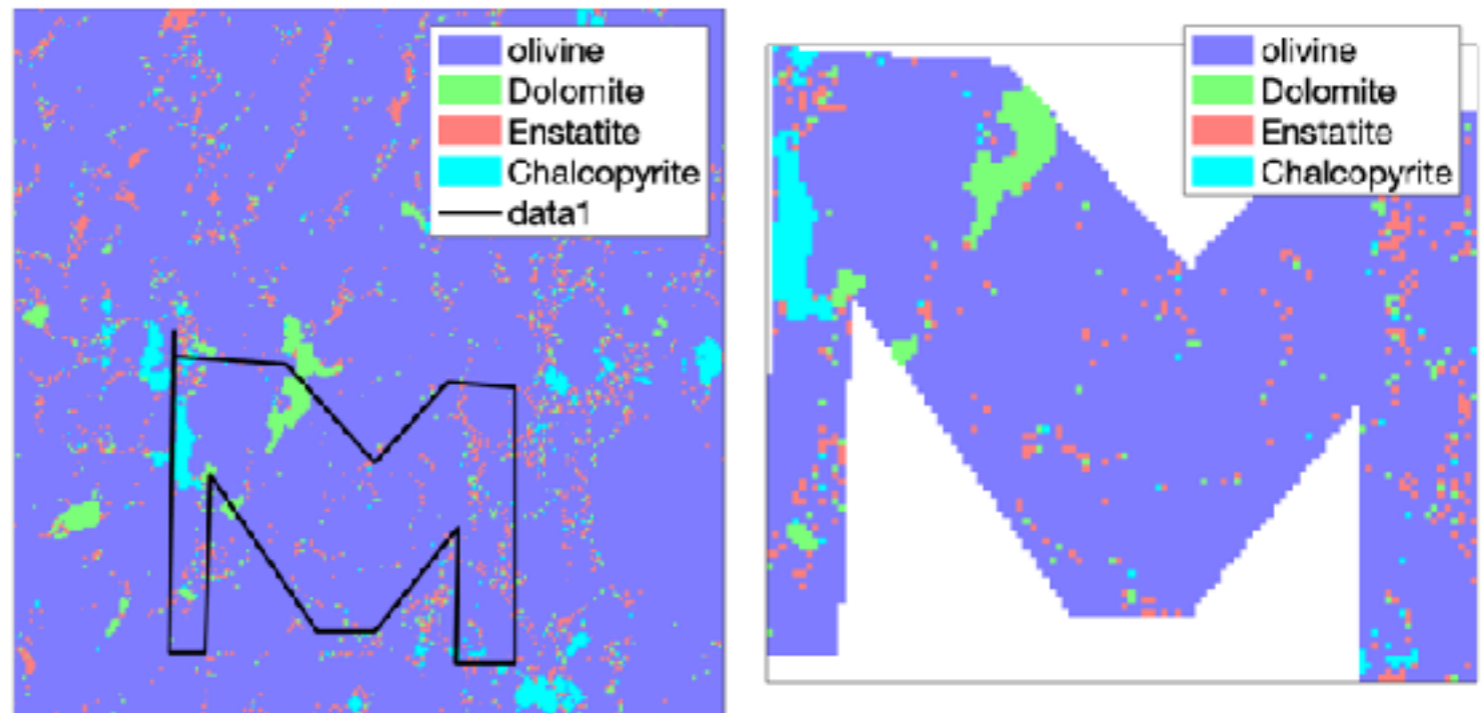 olivine
Dolomite
Enstatite
Chalcopyrite
data1
olivine
Dolomite
Enstatite
Chalcopyrite